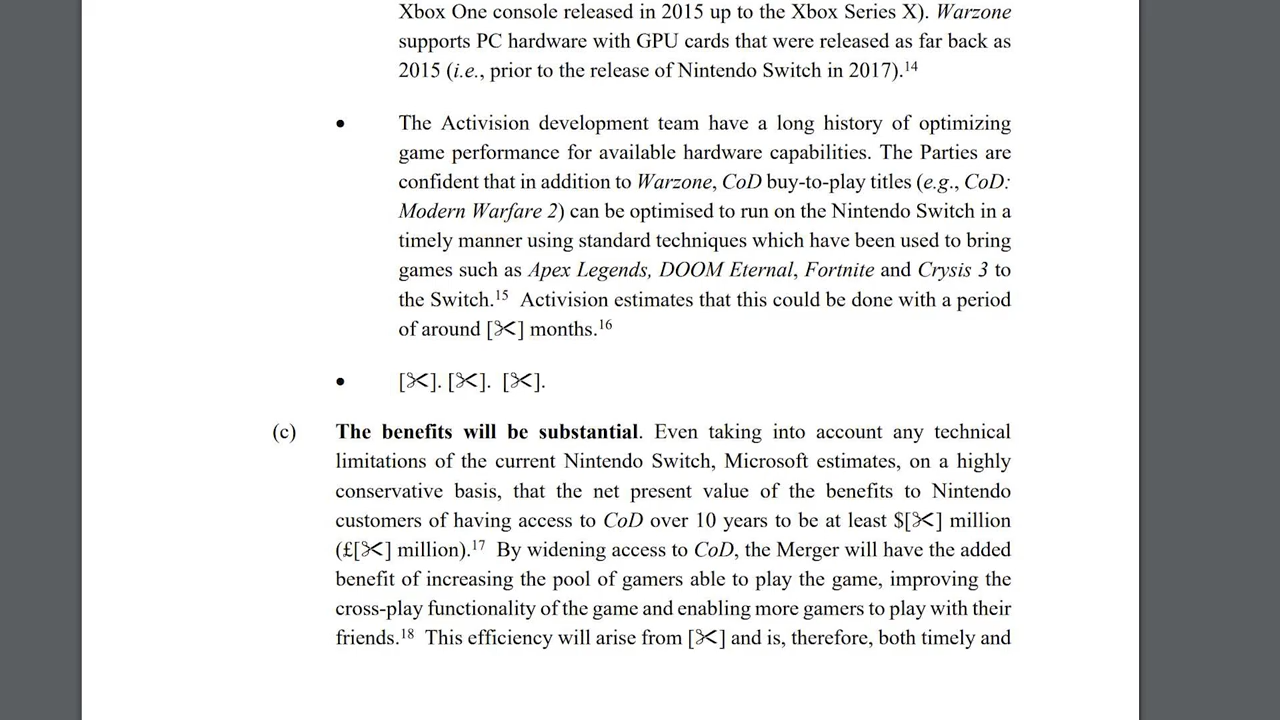 Xbox One console released in 2015 up to the Xbox Series X). Warzone
supports PC hardware with GPU cards that were released as far back as
2015 (i.e., prior to the release of Nintendo Switch in 2017).14
• The Activision development team have a long history of optimizing
game performance for available hardware capabilities. The Parties are
confident that in addition to Warzone, CoD buy-to-play titles (e.g., CoD:
Modern Warfare 2) can be optimised to run on the Nintendo Switch in a
timely manner using standard techniques which have been used to bring
games such as Apex Legends, DOOM Eternal, Fortnite and Crysis 3 to
the Switch.15 Activision estimates that this could be done with a period
of around [✂] months.16
• [✂]. [✂]. [✂].
(c) The benefits will be substantial. Even taking into account any technical
limitations of the current Nintendo Switch, Microsoft estimates, on a highly
conservative basis, that the net present value of the benefits to Nintendo
customers of having access to CoD over 10 years to be at least $[✂] million
(£[✂] million).17 By widening access to CoD, the Merger will have the added
benefit of increasing the pool of gamers able to play the game, improving the
cross-play functionality of the game and enabling more gamers to play with their
friends.18 This efficiency will arise from [✂] and is, therefore, both timely and